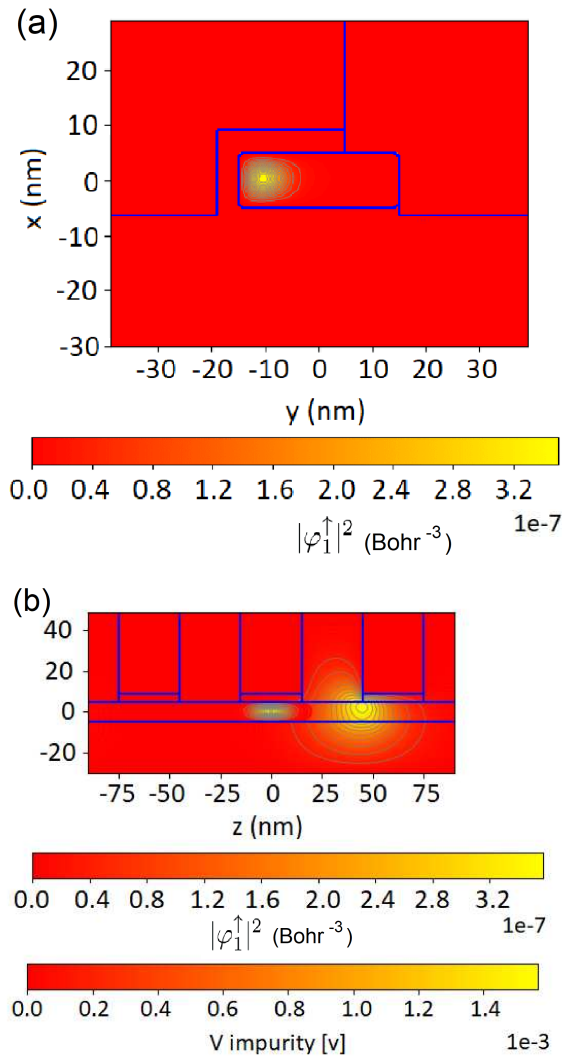 (a)
x (nm)
20
10
0
-10
-20
-30
-30 -20 -10 0 10 20 30
y (nm)
0.0 0.4 0.8 1.2 1.6 2.0 2.4 2.8 3.2
1e-7
|φ₁↑|² (Bohr⁻³)
(b)
40
20
0
-20
-75 -50 -25 0 25 50 75
z (nm)
0.0 0.4 0.8 1.2 1.6 2.0 2.4 2.8 3.2
1e-7
|φ₁↑|² (Bohr⁻³)
0.0 0.2 0.4 0.6 0.8 1.0 1.2 1.4
V impurity [v] 1e-3